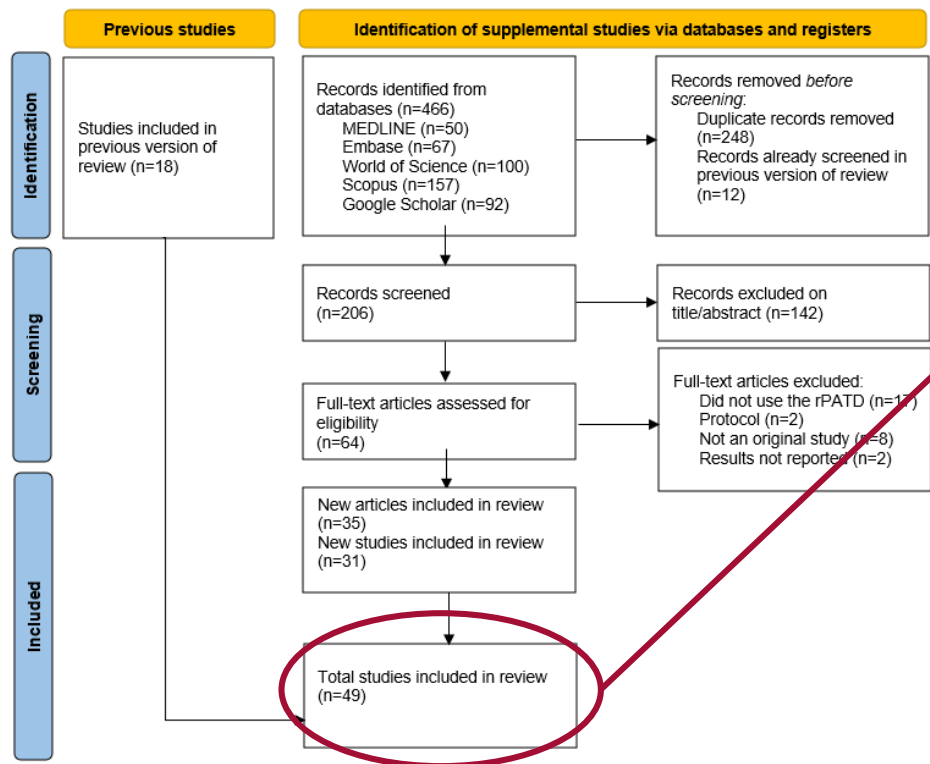 Previous studies
Identification of supplemental studies via databases and registers
Identification
Studies included in
previous version of
review (n=18)
Records identified from
databases (n=466)
MEDLINE (n=50)
Embase (n=67)
World of Science (n=100)
Scopus (n=157)
Google Scholar (n=92)
Records removed before
screening:
Duplicate records removed
(n=248)
Records already screened in
previous version of review
(n=12)
Screening
Records screened
(n=206)
Records excluded on
title/abstract (n=142)
Full-text articles assessed for
eligibility
(n=64)
Full-text articles excluded:
Did not use the rPATD (n=17)
Protocol (n=2)
Not an original study (n=8)
Results not reported (n=2)
Included
New articles included in review
(n=35)
New studies included in review
(n=31)
Total studies included in review
(n=49)